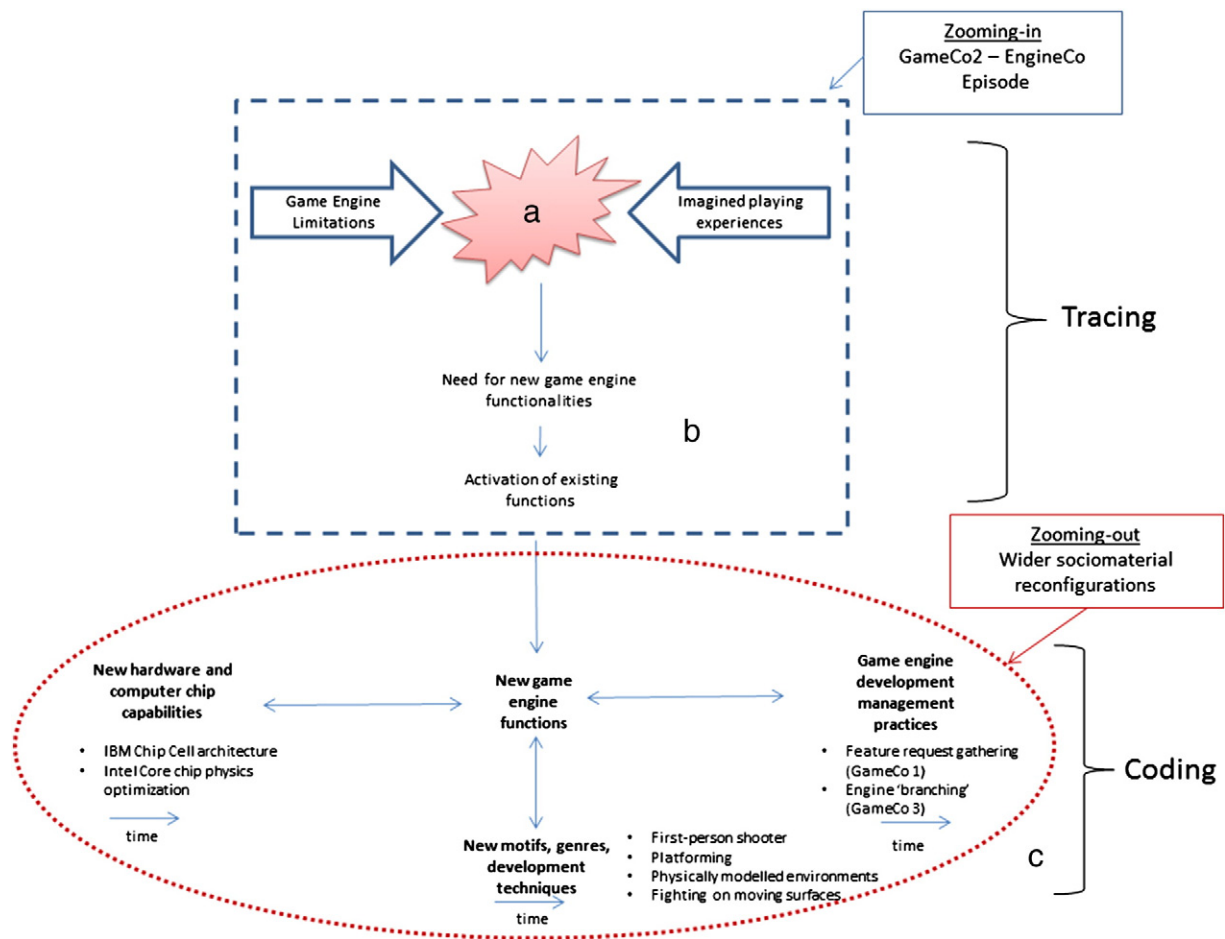 Zooming-in
GameCo2 – EngineCo
Episode
Game Engine
Limitations
a
Imagined playing
experiences
Tracing
Need for new game engine
functionalities
b
Activation of existing
functions
Zooming-out
Wider sociomaterial
reconfigurations
New hardware and
computer chip
capabilities
• IBM Chip Cell architecture
• Intel Core chip physics
optimization
time
New game
engine
functions
Game engine
development
management
practices
• Feature request gathering
(GameCo 1)
• Engine ‘branching’
(GameCo 3)
time
Coding
New motifs, genres,
development
techniques
time
• First-person shooter
• Platforming
• Physically modelled environments
• Fighting on moving surfaces
c